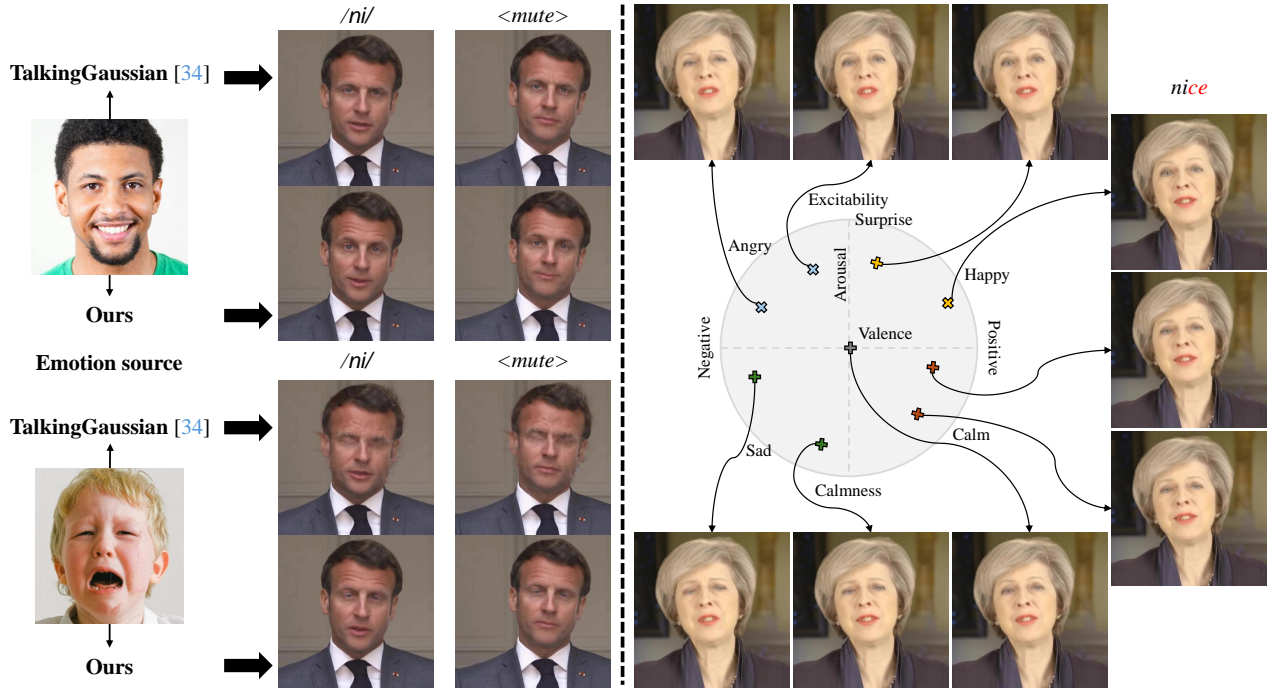 /ni/
<mute>
TalkingGaussian [34]
Ours
Emotion source
/ni/
<mute>
TalkingGaussian [34]
Ours
nice
Excitability
Surprise
Angry
Arousal
Happy
Negative
Valence
Positive
Sad
Calm
Calmness